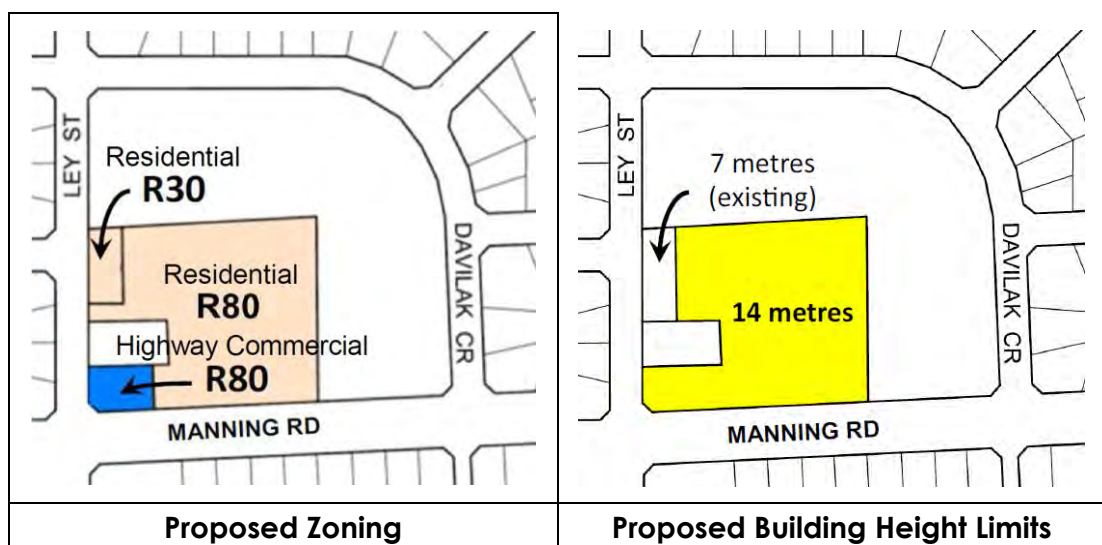 LEY ST
Residential
R30
Residential
R80
Highway Commercial
R80
DAVILAK CR
MANNING RD
Proposed Zoning
LEY ST
7 metres
(existing)
14 metres
DAVILAK CR
MANNING RD
Proposed Building Height Limits